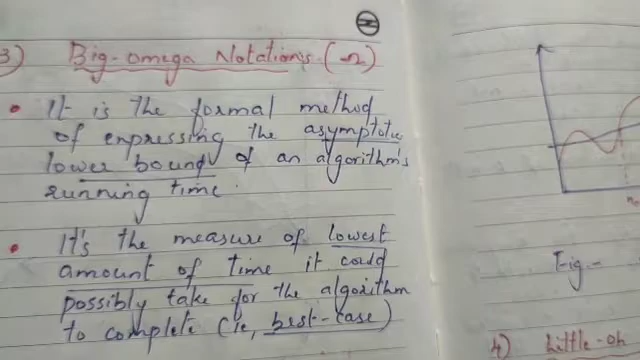 3) Big-omega Notations (Ω)
• It is the formal method
of expressing the asymptotic
lower bound of an algorithm's
running time.
• It's the measure of lowest
amount of time it could
possibly take for the algorithm
to complete (ie, best-case)
n₀
Fig.-
4) Little-oh